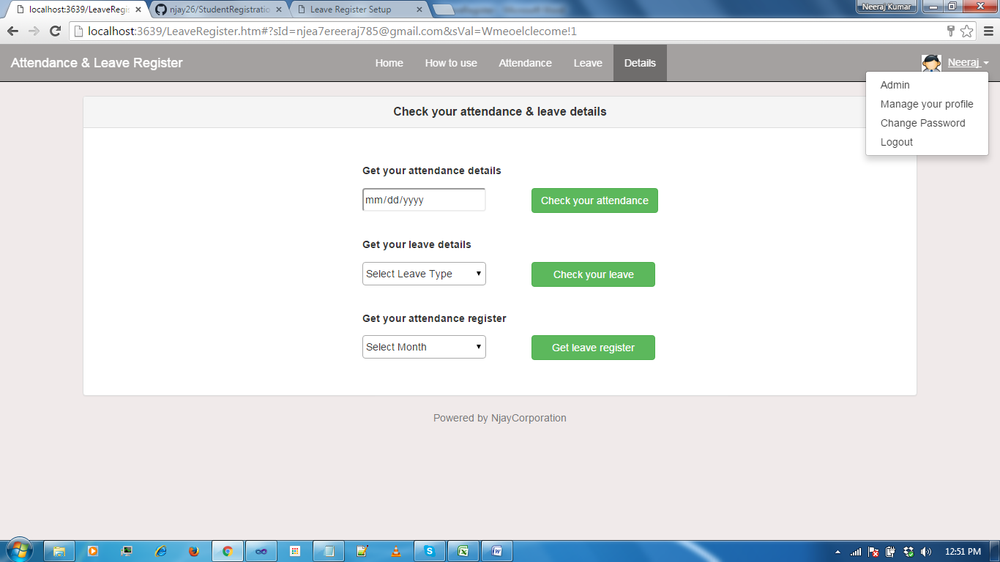 localhost:3639/LeaveRegis
njay26/StudentRegistratio
Leave Register Setup
Neeraj Kumar
localhost:3639/LeaveRegister.htm#?sId=njea7ereeraj785@gmail.com&sVal=Wmeoelclecome!1
Attendance & Leave Register
Home
How to use
Attendance
Leave
Details
Neeraj
Admin
Manage your profile
Change Password
Logout
Check your attendance & leave details
Get your attendance details
mm/dd/yyyy
Check your attendance
Get your leave details
Select Leave Type
Check your leave
Get your attendance register
Select Month
Get leave register
Powered by NjayCorporation
12:51 PM